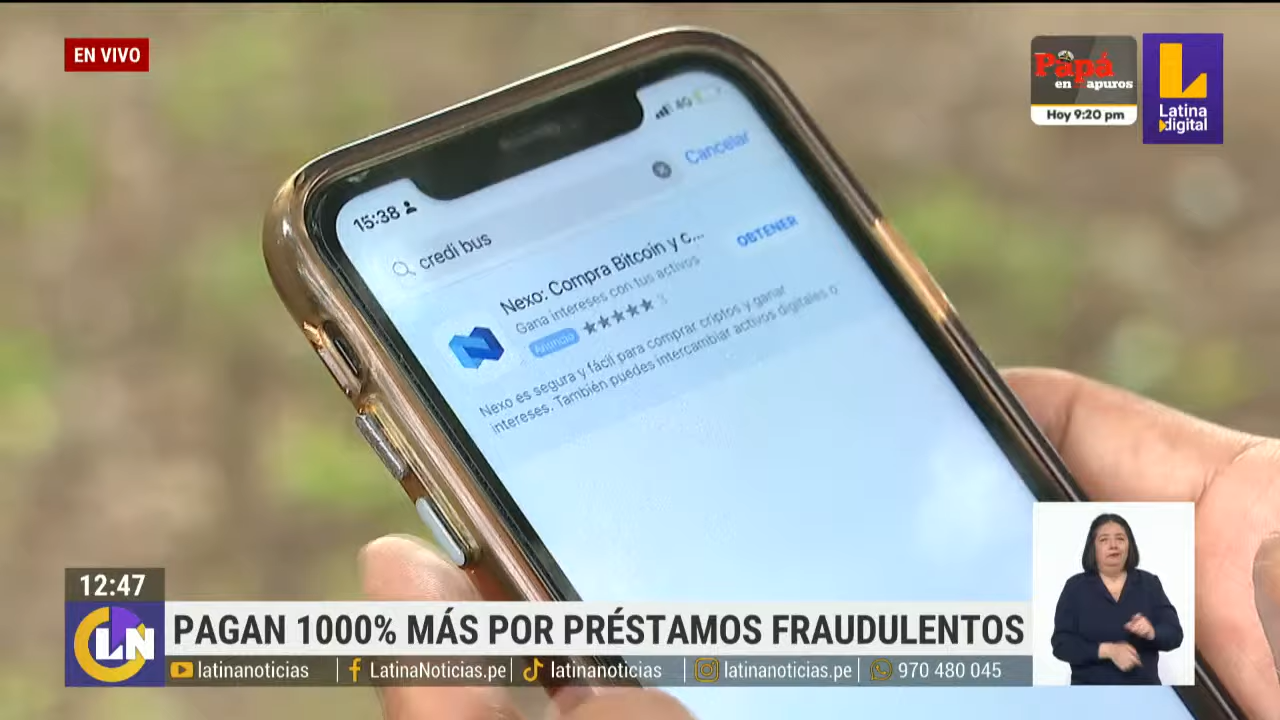 EN VIVO
Papá
en apuros
Hoy 9:20 pm
Latina
digital
15:38
4G
credi bus
Cancelar
Nexo: Compra Bitcoin y c...
Gana intereses con tus activos
OBTENER
Anuncio ★★★★★ 3
Nexo es segura y fácil para comprar criptos y ganar
intereses. También puedes intercambiar activos digitales o
12:47
LN
PAGAN 1000% MÁS POR PRÉSTAMOS FRAUDULENTOS
latinanoticias | LatinaNoticias.pe | latinanoticias | latinanoticias.pe | 970 480 045